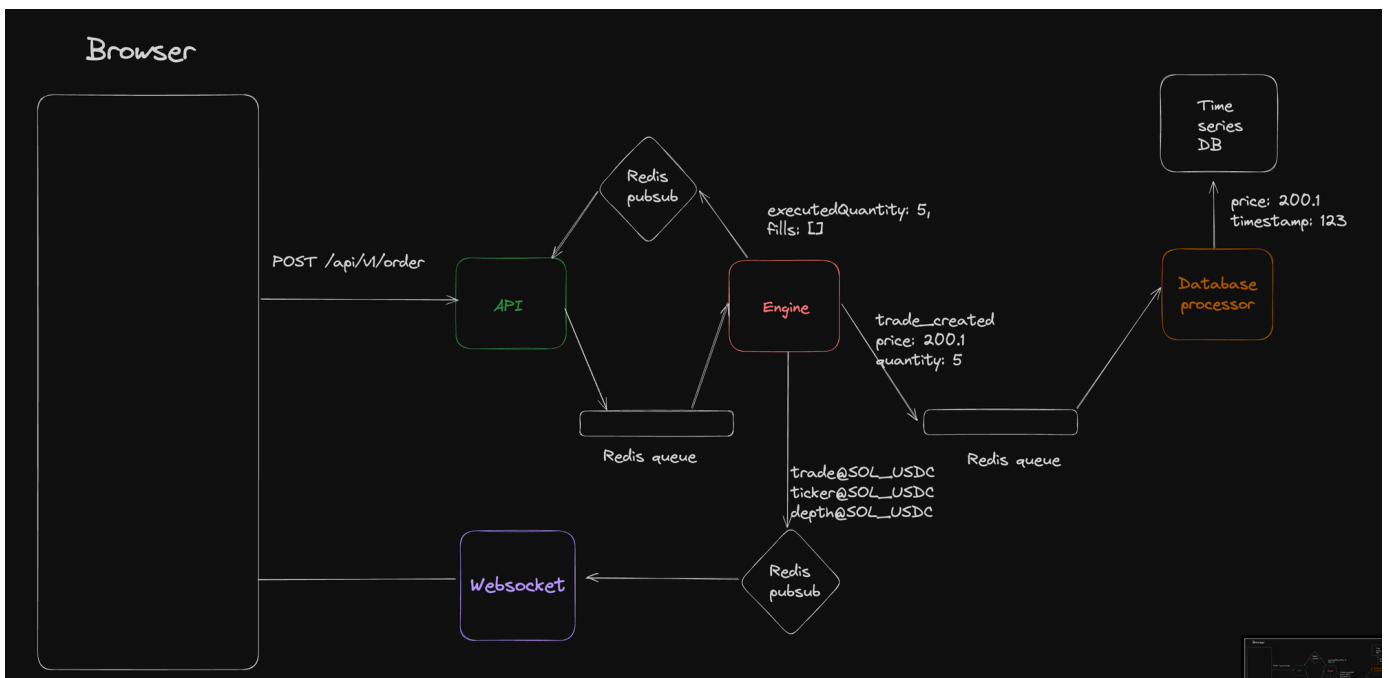 Browser
Time
series
DB
Redis
pubsub
executedQuantity: 5,
fills: []
price: 200.1
timestamp: 123
POST /api/v1/order
API
Engine
Database
processor
trade_created
price: 200.1
quantity: 5
Redis queue
Redis queue
trade@SOL_USDC
ticker@SOL_USDC
depth@SOL_USDC
Websocket
Redis
pubsub